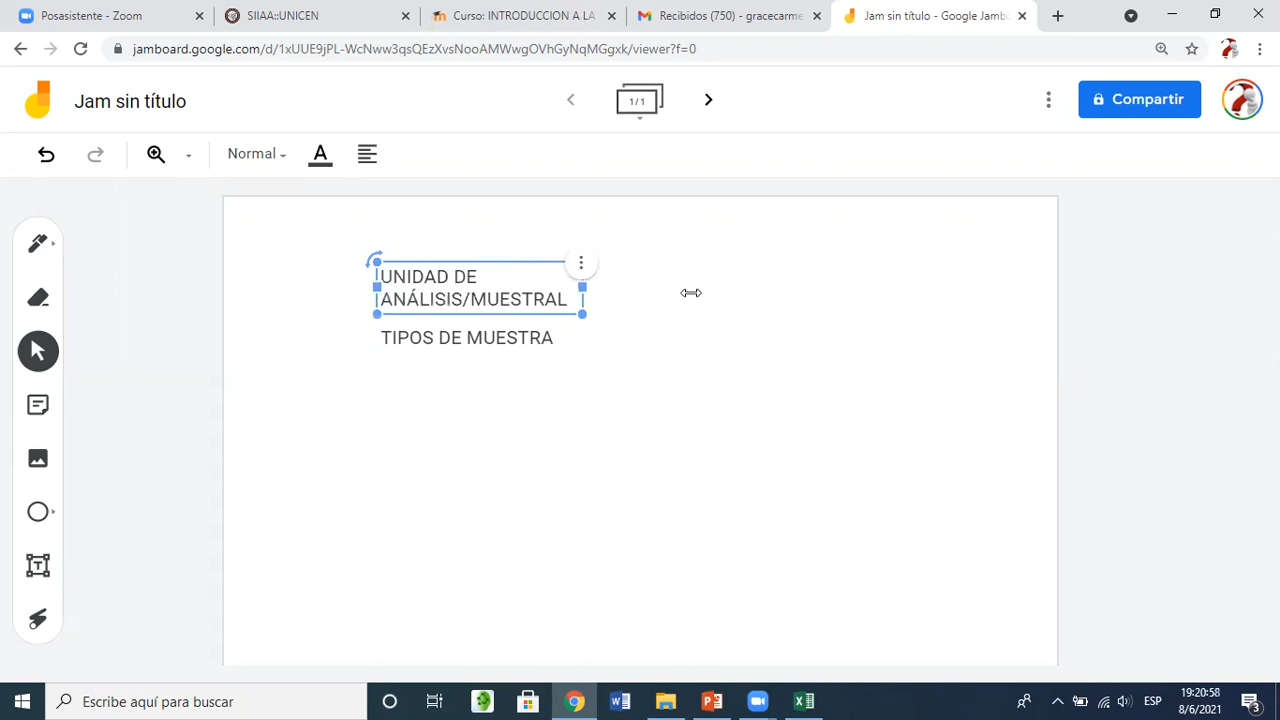 Posasistente - Zoom
SIIAA::UNICEN
Curso: INTRODUCCION A LA
Recibidos (750) - gracecarme
Jam sin título - Google Jamb
jamboard.google.com/d/1xUUE9jPL-WcNww3qsQEzXvsNooAMWwgOVhGyNqMGgxk/viewer?f=0
Jam sin título
1/1
Compartir
Normal
UNIDAD DE
ANÁLISIS/MUESTRAL
TIPOS DE MUESTRA
Escribe aquí para buscar
ESP
19:20:58
8/6/2021
3